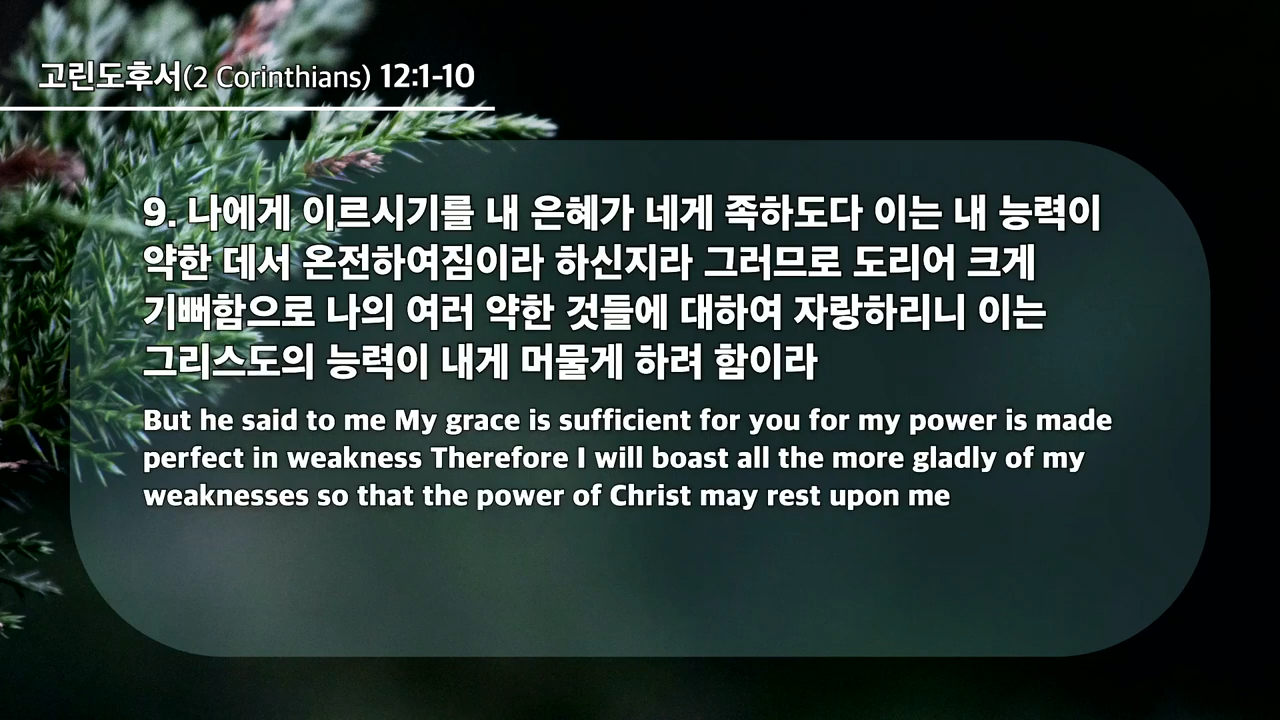 고린도후서(2 Corinthians) 12:1-10
9. 나에게 이르시기를 내 은혜가 네게 족하도다 이는 내 능력이
약한 데서 온전하여짐이라 하신지라 그러므로 도리어 크게
기뻐함으로 나의 여러 약한 것들에 대하여 자랑하리니 이는
그리스도의 능력이 내게 머물게 하려 함이라
But he said to me My grace is sufficient for you for my power is made
perfect in weakness Therefore I will boast all the more gladly of my
weaknesses so that the power of Christ may rest upon me